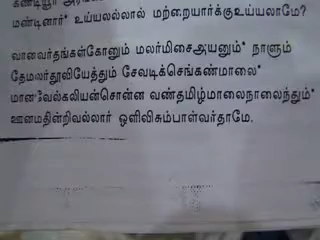 மண்டினார்* உய்யலல்லால் மற்றையார்க்குஉய்யலாமே?
வானவர்தங்கள்கோனும் மலர்மிசைஅயனும்* நாளும்
தேமலர்தூவியேத்தும் சேவடிச்செங்கண்மாலை*
மானவேல்கலியன்சொன்ன வண்தமிழ்மாலைநாலைந்தும்*
ஊனமதின்றிவல்லார் ஒளிவிசும்பாள்வர்தாமே.